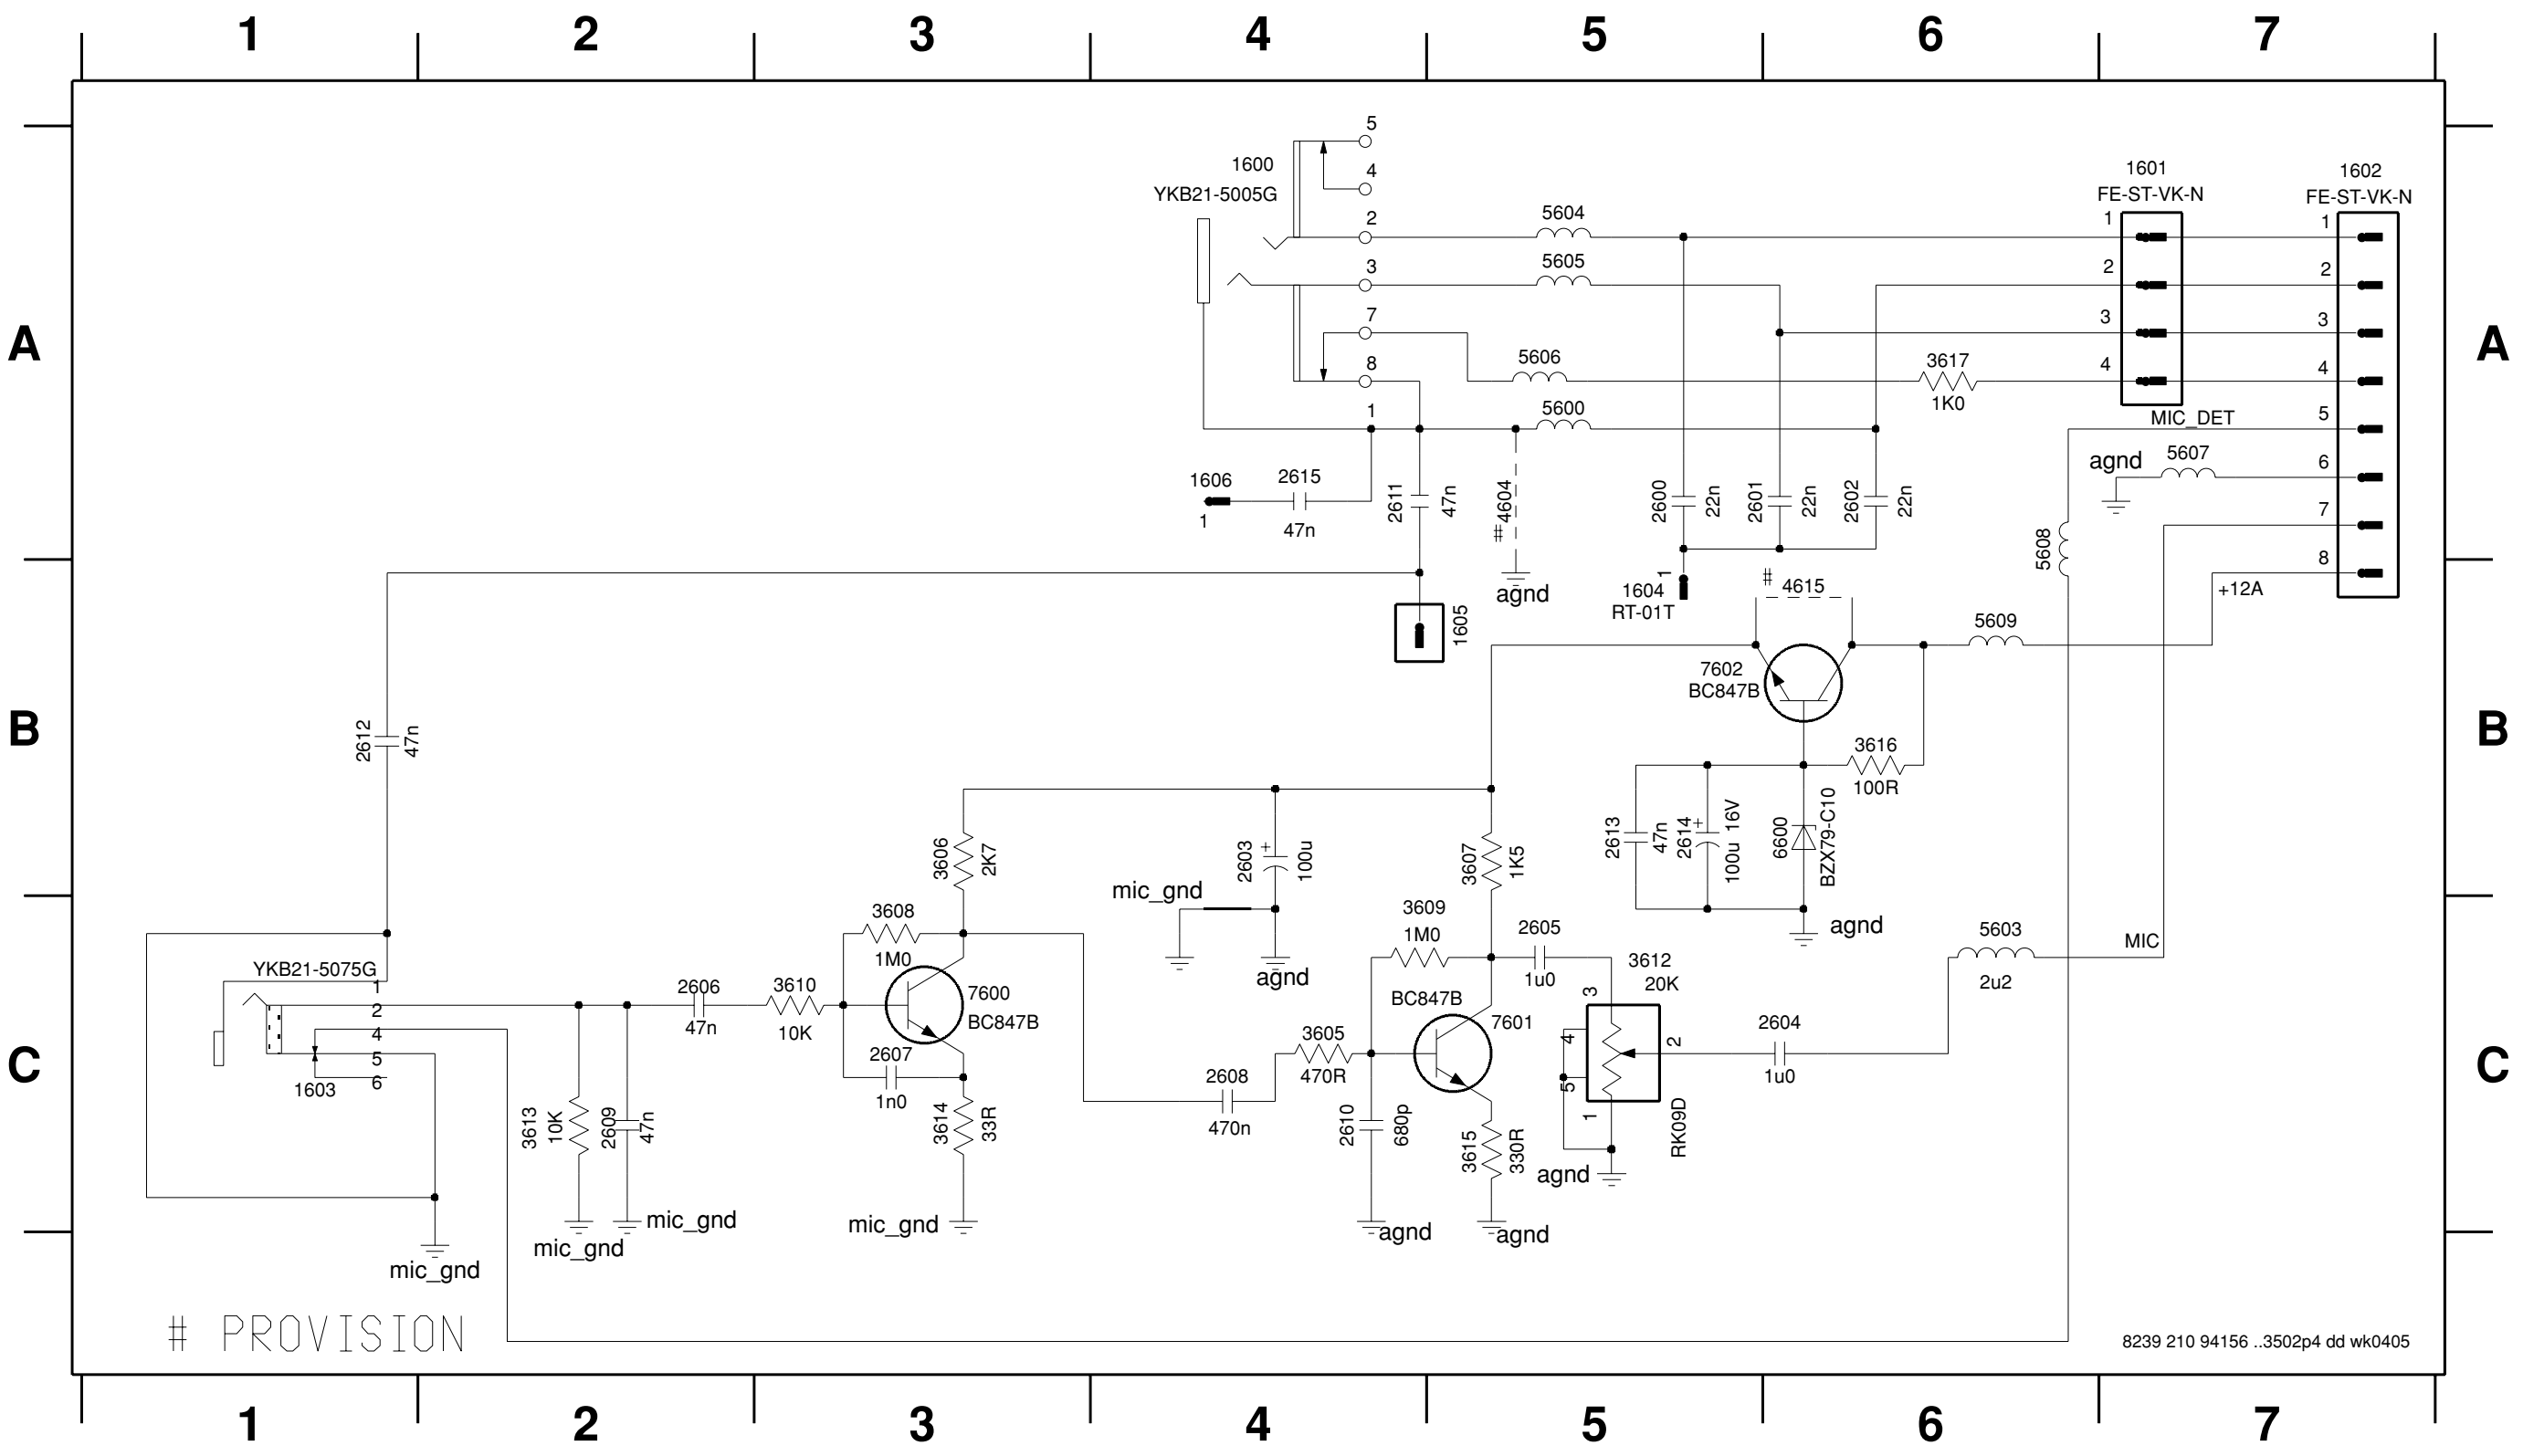 1 2 3 4 5 6 7
5
1600
4
YKB21-5005G
1601
FE-ST-VK-N
1602
FE-ST-VK-N
2
5604
1
1
3
5605
2
2
7
3
3
A
A
8
5606
3617
1K0
4
4
1
5600
MIC_DET
5
agnd
5607
6
1606
1
2615
47n
2611
47n
# 4604
agnd
2600
22n
2601
22n
2602
22n
7
5608
8
+12A
1
1604
RT-01T
# 4615
1605
5609
7602
BC847B
B
B
2612
47n
3616
100R
3606
2K7
2603
+
100u
3607
1K5
2613
47n
2614
+
100u 16V
6600
BZX79-C10
mic_gnd
agnd
agnd
3608
1M0
3609
1M0
2605
1u0
3612
20K
5603
2u2
MIC
YKB21-5075G
1
2
4
5
6
1603
2606
47n
3610
10K
7600
BC847B
BC847B
7601
3
4
5
1
2
RK09D
2604
1u0
C
C
2607
1n0
3605
470R
2608
470n
3613
10K
2609
47n
3614
33R
2610
680p
3615
330R
agnd
mic_gnd
mic_gnd
mic_gnd
agnd
agnd
mic_gnd
# PROVISION
8239 210 94156 ..3502p4 dd wk0405
1 2 3 4 5 6 7